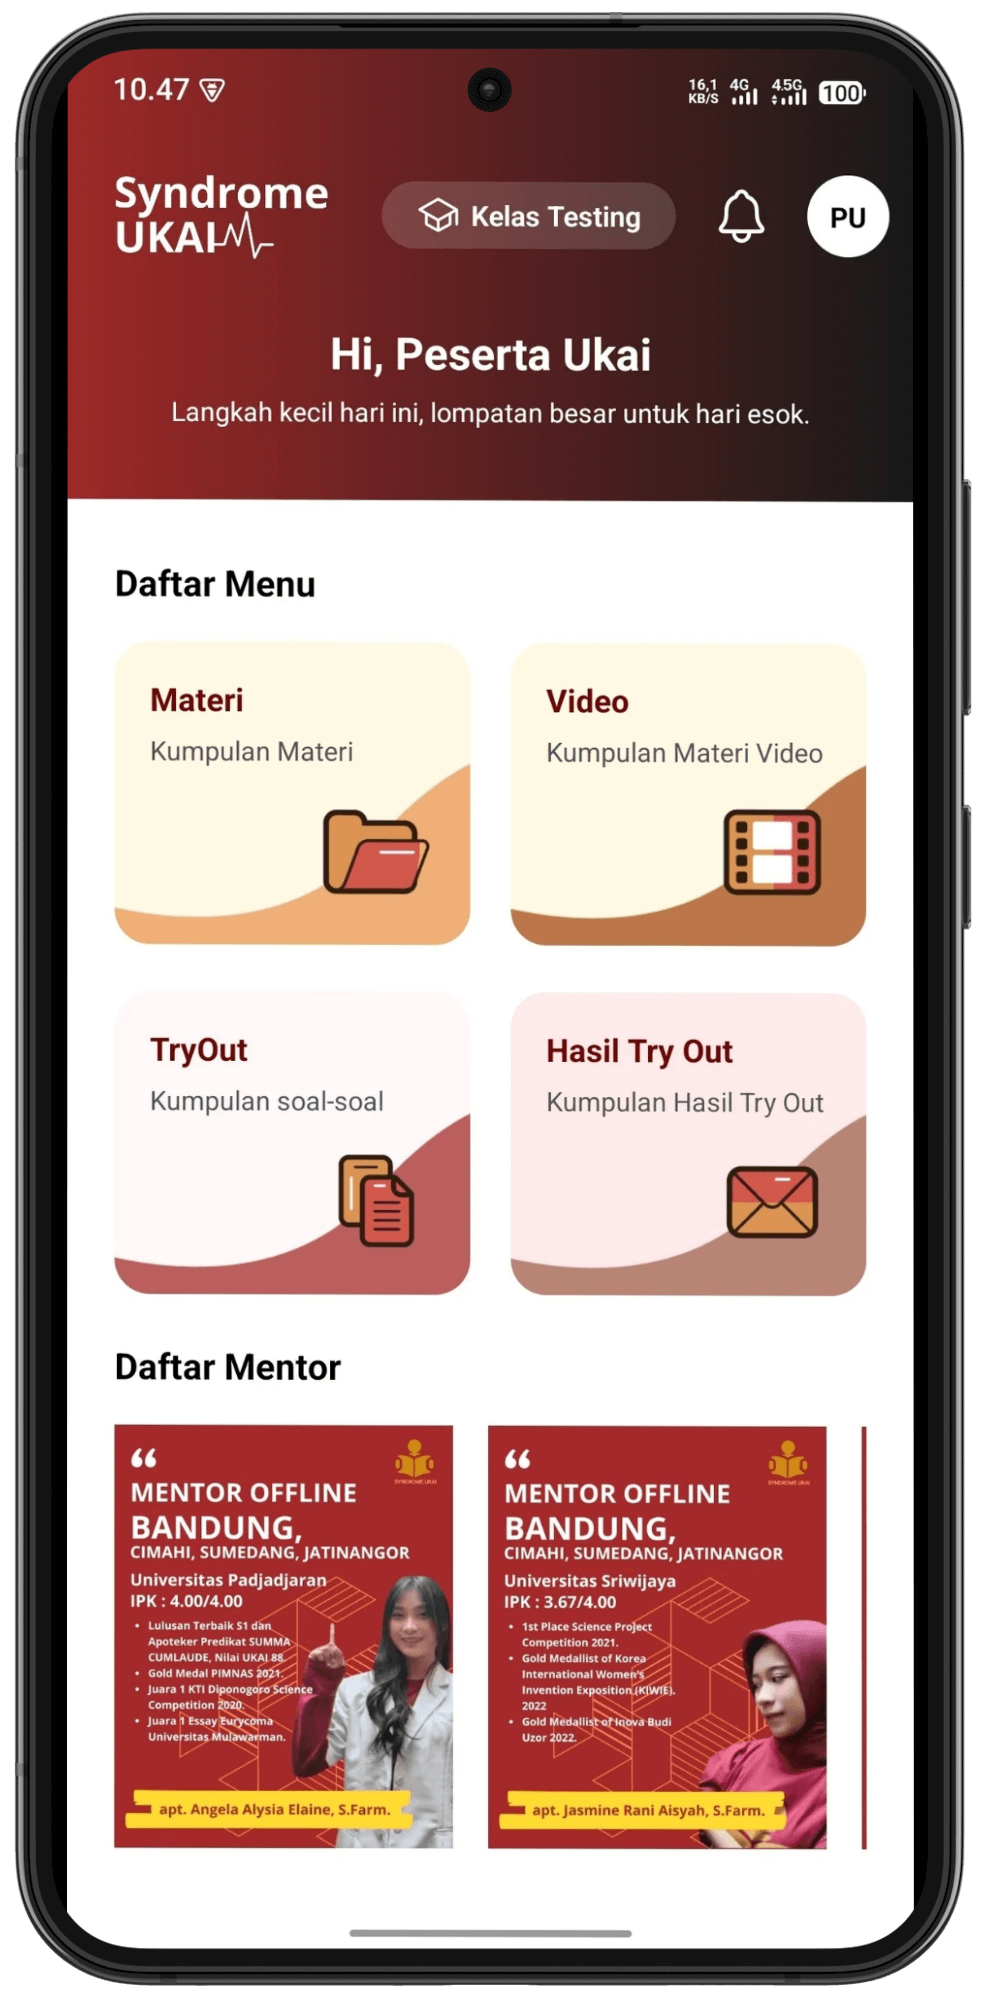 10.47
16,1
KB/S
4G
4.5G
100
Syndrome
UKAI
Kelas Testing
PU
Hi, Peserta Ukai
Langkah kecil hari ini, lompatan besar untuk hari esok.
Daftar Menu
Materi
Kumpulan Materi
Video
Kumpulan Materi Video
TryOut
Kumpulan soal-soal
Hasil Try Out
Kumpulan Hasil Try Out
Daftar Mentor
“
SYNDROME UKAI
MENTOR OFFLINE
BANDUNG,
CIMAHI, SUMEDANG, JATINANGOR
Universitas Padjadjaran
IPK : 4.00/4.00
• Lulusan Terbaik S1 dan
Apoteker Predikat SUMMA
CUMLAUDE, Nilai UKAI 88.
• Gold Medal PIMNAS 2021.
• Juara 1 KTI Diponogoro Science
Competition 2020.
• Juara 1 Essay Eurycoma
Universitas Mulawarman.
apt. Angela Alysia Elaine, S.Farm.
“
SYNDROME UKAI
MENTOR OFFLINE
BANDUNG,
CIMAHI, SUMEDANG, JATINANGOR
Universitas Sriwijaya
IPK : 3.67/4.00
• 1st Place Science Project
Competition 2021.
• Gold Medallist of Korea
International Women's
Invention Exposition (KIWIE).
2022
• Gold Medallist of Inova Budi
Uzor 2022.
apt. Jasmine Rani Aisyah, S.Farm.